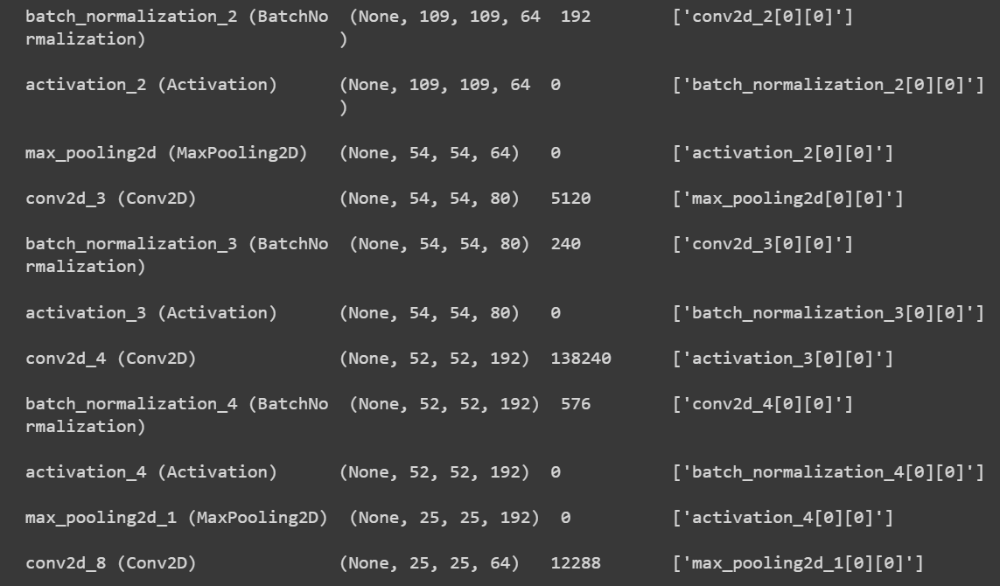 batch_normalization_2 (BatchNo  (None, 109, 109, 64  192        ['conv2d_2[0][0]']
rmalization)                   )
activation_2 (Activation)      (None, 109, 109, 64  0           ['batch_normalization_2[0][0]']
                               )
max_pooling2d (MaxPooling2D)   (None, 54, 54, 64)   0           ['activation_2[0][0]']
conv2d_3 (Conv2D)              (None, 54, 54, 80)   5120        ['max_pooling2d[0][0]']
batch_normalization_3 (BatchNo  (None, 54, 54, 80)  240         ['conv2d_3[0][0]']
rmalization)
activation_3 (Activation)      (None, 54, 54, 80)   0           ['batch_normalization_3[0][0]']
conv2d_4 (Conv2D)              (None, 52, 52, 192)  138240      ['activation_3[0][0]']
batch_normalization_4 (BatchNo  (None, 52, 52, 192)  576        ['conv2d_4[0][0]']
rmalization)
activation_4 (Activation)      (None, 52, 52, 192)  0           ['batch_normalization_4[0][0]']
max_pooling2d_1 (MaxPooling2D)  (None, 25, 25, 192)  0          ['activation_4[0][0]']
conv2d_8 (Conv2D)              (None, 25, 25, 64)   12288       ['max_pooling2d_1[0][0]']